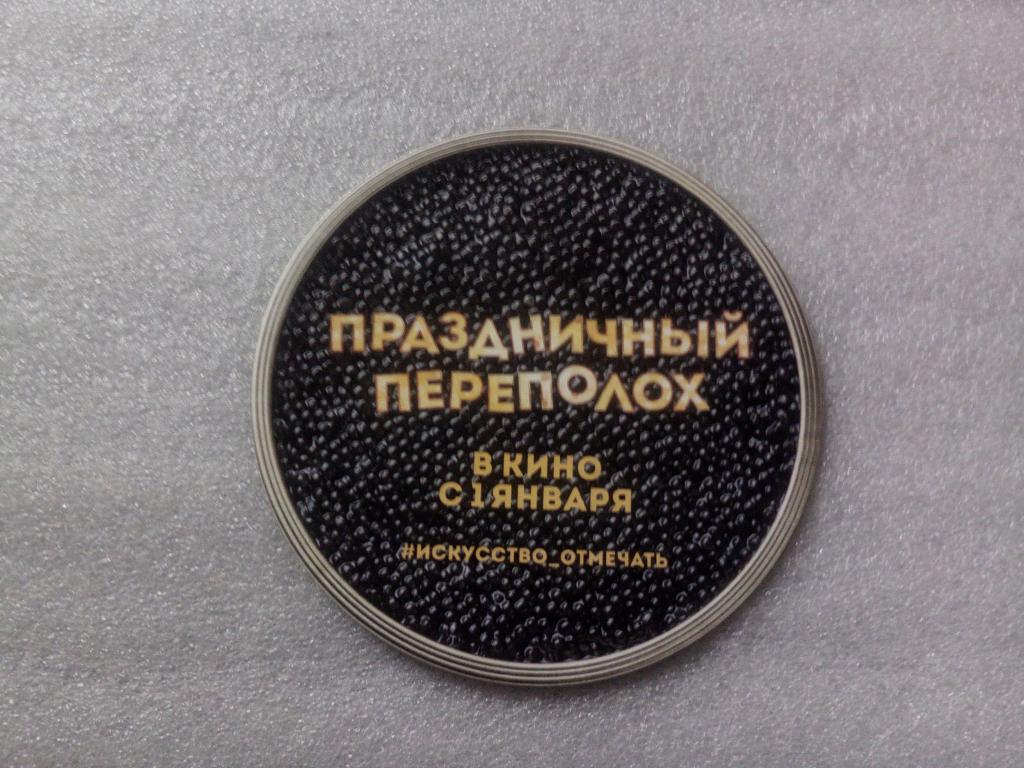 ПРАЗДНИЧНЫЙ
ПЕРЕПОЛОХ
В КИНО
С 1 ЯНВАРЯ
#ИСКУССТВО_ОТМЕЧАТЬ